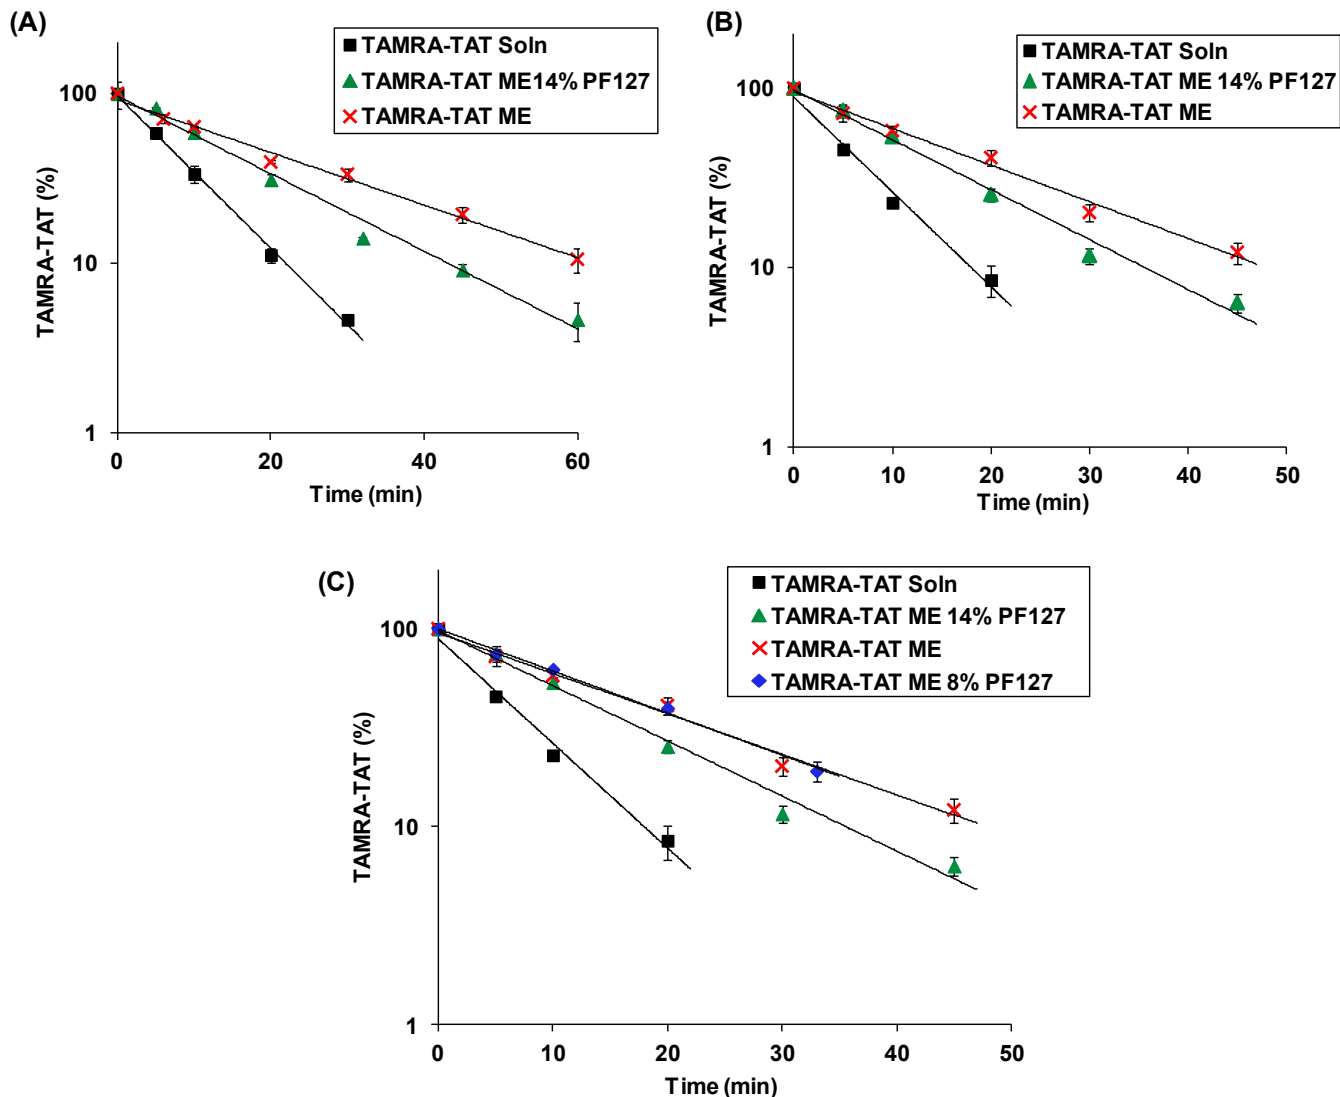 (A)
TAMRA-TAT Soln
TAMRA-TAT ME14% PF127
TAMRA-TAT ME
100
10
1
0
20
40
60
TAMRA-TAT (%)
Time (min)
(B)
TAMRA-TAT Soln
TAMRA-TAT ME 14% PF127
TAMRA-TAT ME
100
10
1
0
10
20
30
40
50
TAMRA-TAT (%)
Time (min)
(C)
TAMRA-TAT Soln
TAMRA-TAT ME 14% PF127
TAMRA-TAT ME
TAMRA-TAT ME 8% PF127
100
10
1
0
10
20
30
40
50
TAMRA-TAT (%)
Time (min)